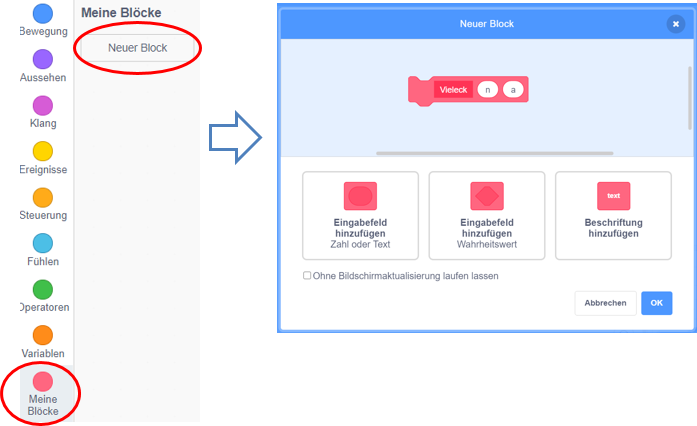 Bewegung
Aussehen
Klang
Ereignisse
Steuerung
Fühlen
Operatoren
Variablen
Meine
Blöcke
Meine Blöcke
Neuer Block
Neuer Block
Vieleck n a
Eingabefeld
hinzufügen
Zahl oder Text
Eingabefeld
hinzufügen
Wahrheitswert
text
Beschriftung
hinzufügen
Ohne Bildschirmaktualisierung laufen lassen
Abbrechen OK